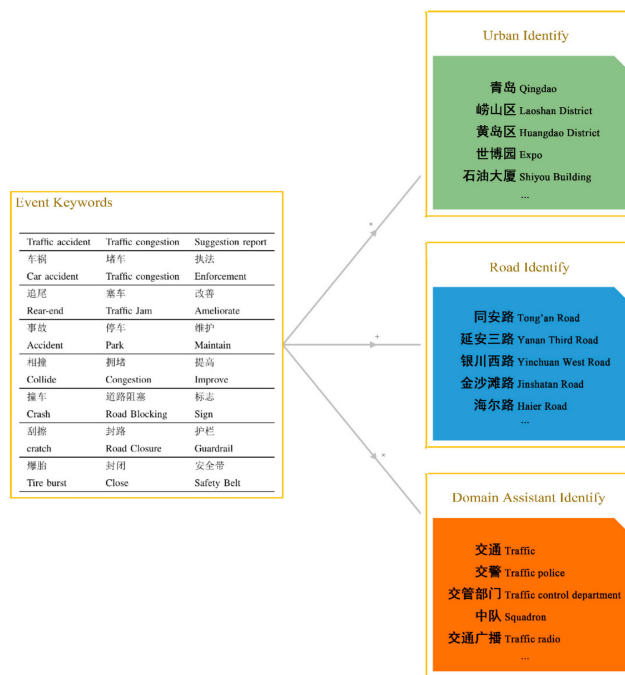 Urban Identify
青岛 Qingdao
崂山区 Laoshan District
黄岛区 Huangdao District
世博园 Expo
石油大厦 Shiyou Building
...
Event Keywords
Traffic accident Traffic congestion Suggestion report
车祸 堵车 执法
Car accident Traffic congestion Enforcement
追尾 塞车 改善
Rear-end Traffic Jam Ameliorate
事故 停车 维护
Accident Park Maintain
相撞 拥堵 提高
Collide Congestion Improve
撞车 道路阻塞 标志
Crash Road Blocking Sign
刮擦 封路 护栏
cratch Road Closure Guardrail
爆胎 封闭 安全带
Tire burst Close Safety Belt
*
+
*
Road Identify
同安路 Tong'an Road
延安三路 Yanan Third Road
银川西路 Yinchuan West Road
金沙滩路 Jinshatan Road
海尔路 Haier Road
...
Domain Assistant Identify
交通 Traffic
交警 Traffic police
交管部门 Traffic control department
中队 Squadron
交通广播 Traffic radio
...